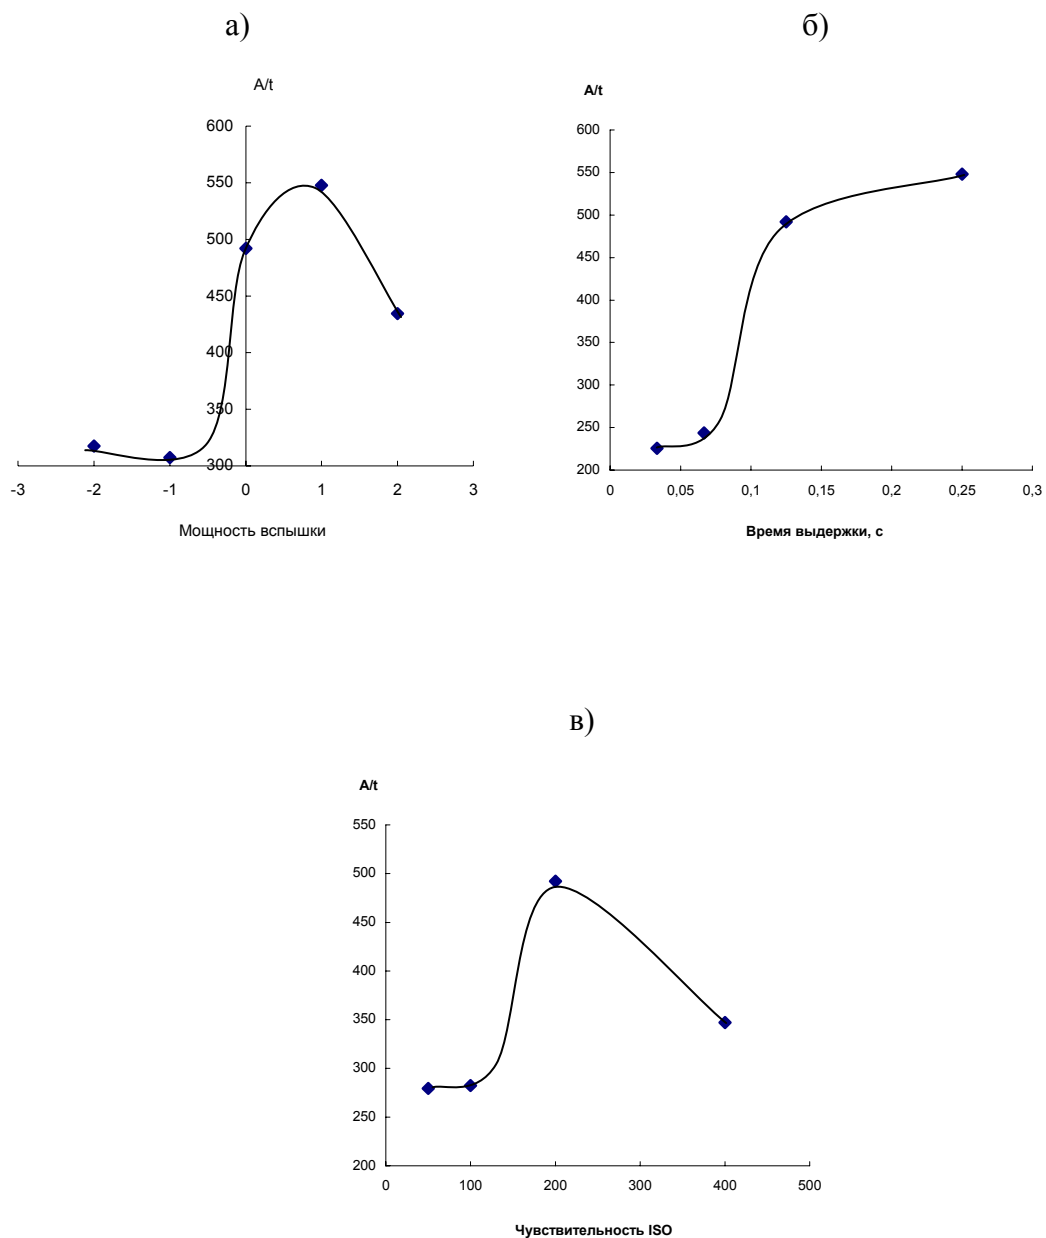 а)
б)
A/t
600
550
500
450
400
350
300
-3 -2 -1 0 1 2 3
Мощность вспышки
A/t
600
550
500
450
400
350
300
250
200
0 0,05 0,1 0,15 0,2 0,25 0,3
Время выдержки, с
в)
A/t
550
500
450
400
350
300
250
200
0 100 200 300 400 500
Чувствительность ISO